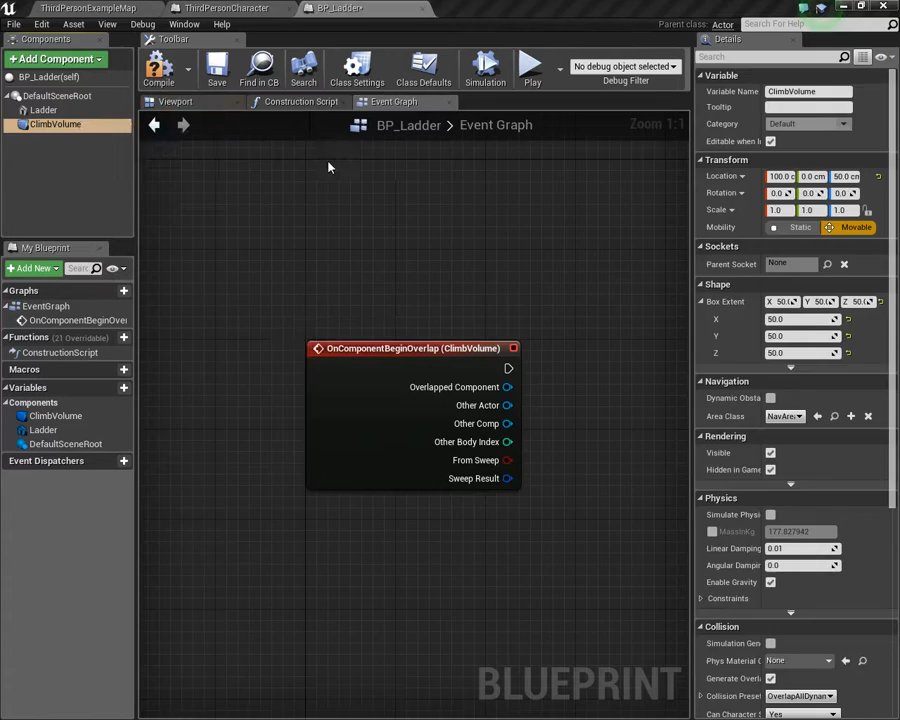 ThirdPersonExampleMap
ThirdPersonCharacter
BP_Ladder•
File Edit Asset View Debug Window Help
Parent class: Actor
Search For Help
Components
Toolbar
Details
+ Add Component
Compile
Save
Find in CB
Search
Class Settings
Class Defaults
Simulation
Play
No debug object selected
Debug Filter
Search
BP_Ladder(self)
DefaultSceneRoot
Ladder
ClimbVolume
Viewport
Construction Script
Event Graph
BP_Ladder > Event Graph
Zoom 1:1
Variable
Variable Name ClimbVolume
Tooltip
Category Default
Editable when I
Transform
Location 100.0 c 0.0 cm 50.0 cm
Rotation 0.0 0.0 0.0
Scale 1.0 1.0 1.0
Mobility Static Movable
Sockets
Parent Socket None
Shape
Box Extent X 50.0 Y 50.0 Z 50.0
X 50.0
Y 50.0
Z 50.0
Navigation
Dynamic Obsta
Area Class NavArea
Rendering
Visible
Hidden in Game
Physics
Simulate Physi
MassInKg 177.827942
Linear Damping 0.01
Angular Dampin 0.0
Enable Gravity
Constraints
Collision
Simulation Gen
Phys Material None
Generate Overla
Collision Preset OverlapAllDynan
Can Character S Yes
My Blueprint
+ Add New
Searc
Graphs
EventGraph
OnComponentBeginOver
Functions (21 Overridable)
ConstructionScript
Macros
Variables
Components
ClimbVolume
Ladder
DefaultSceneRoot
Event Dispatchers
OnComponentBeginOverlap (ClimbVolume)
Overlapped Component
Other Actor
Other Comp
Other Body Index
From Sweep
Sweep Result
BLUEPRINT